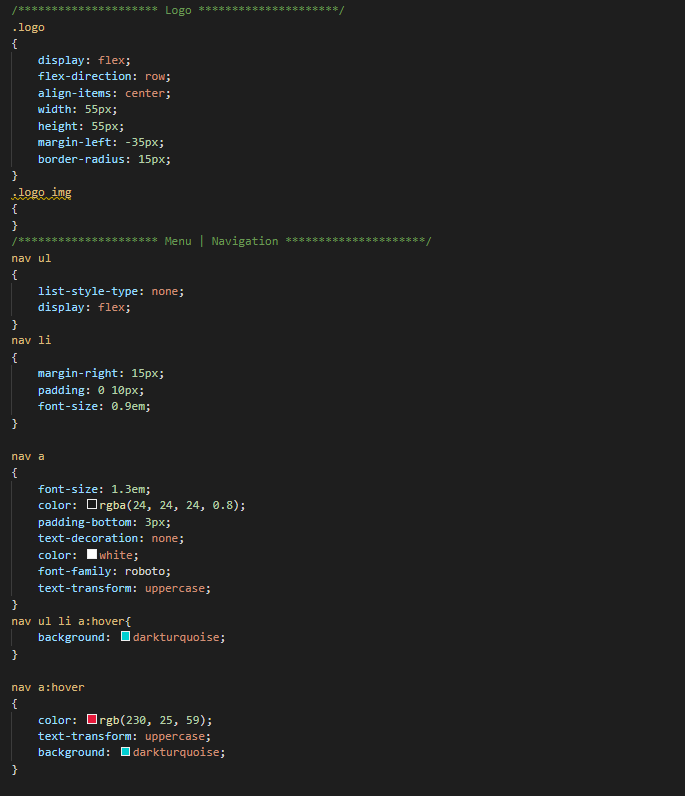 /********************* Logo *********************/
.logo
{
    display: flex;
    flex-direction: row;
    align-items: center;
    width: 55px;
    height: 55px;
    margin-left: -35px;
    border-radius: 15px;
}
.logo img
{
}
/********************* Menu | Navigation *********************/
nav ul
{
    list-style-type: none;
    display: flex;
}
nav li
{
    margin-right: 15px;
    padding: 0 10px;
    font-size: 0.9em;
}

nav a
{
    font-size: 1.3em;
    color: rgba(24, 24, 24, 0.8);
    padding-bottom: 3px;
    text-decoration: none;
    color: white;
    font-family: roboto;
    text-transform: uppercase;
}
nav ul li a:hover{
    background: darkturquoise;
}

nav a:hover
{
    color: rgb(230, 25, 59);
    text-transform: uppercase;
    background: darkturquoise;
}